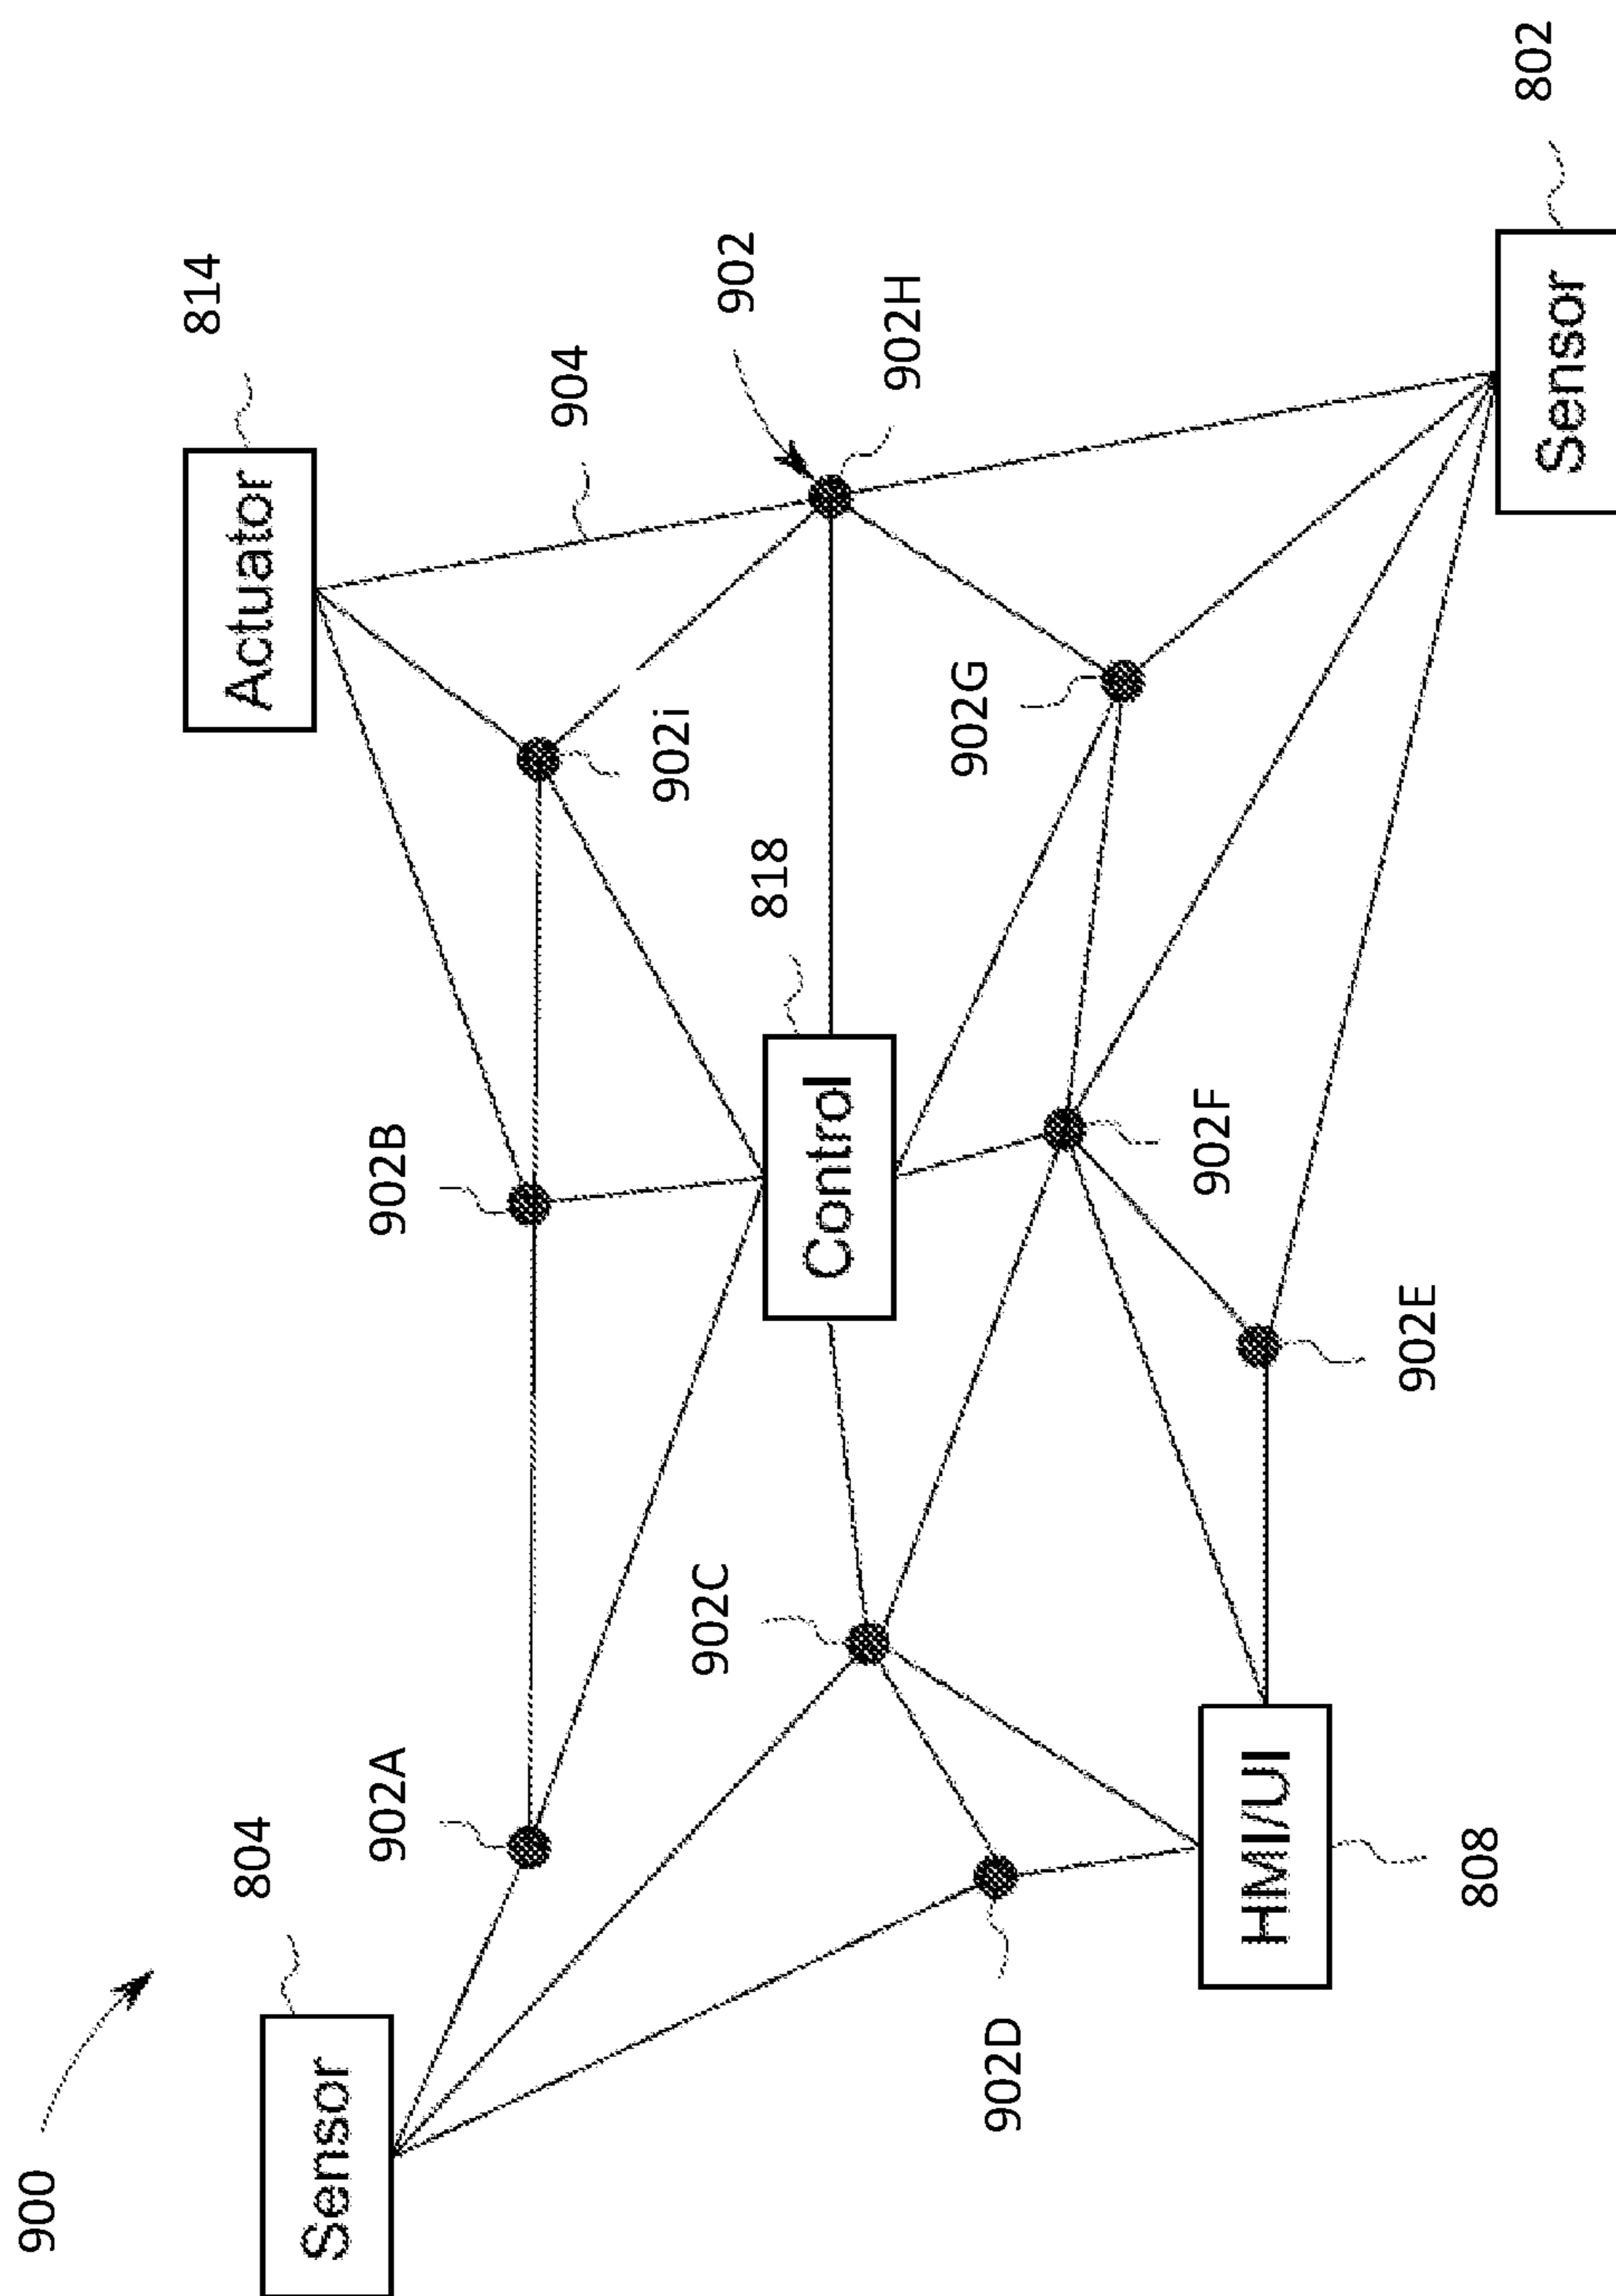 900
814
Actuator
804
Sensor
902A
902B
904
902i
902C
902
818
Control
902H
902G
902D
902F
HMI/UI
902E
808
802
Sensor